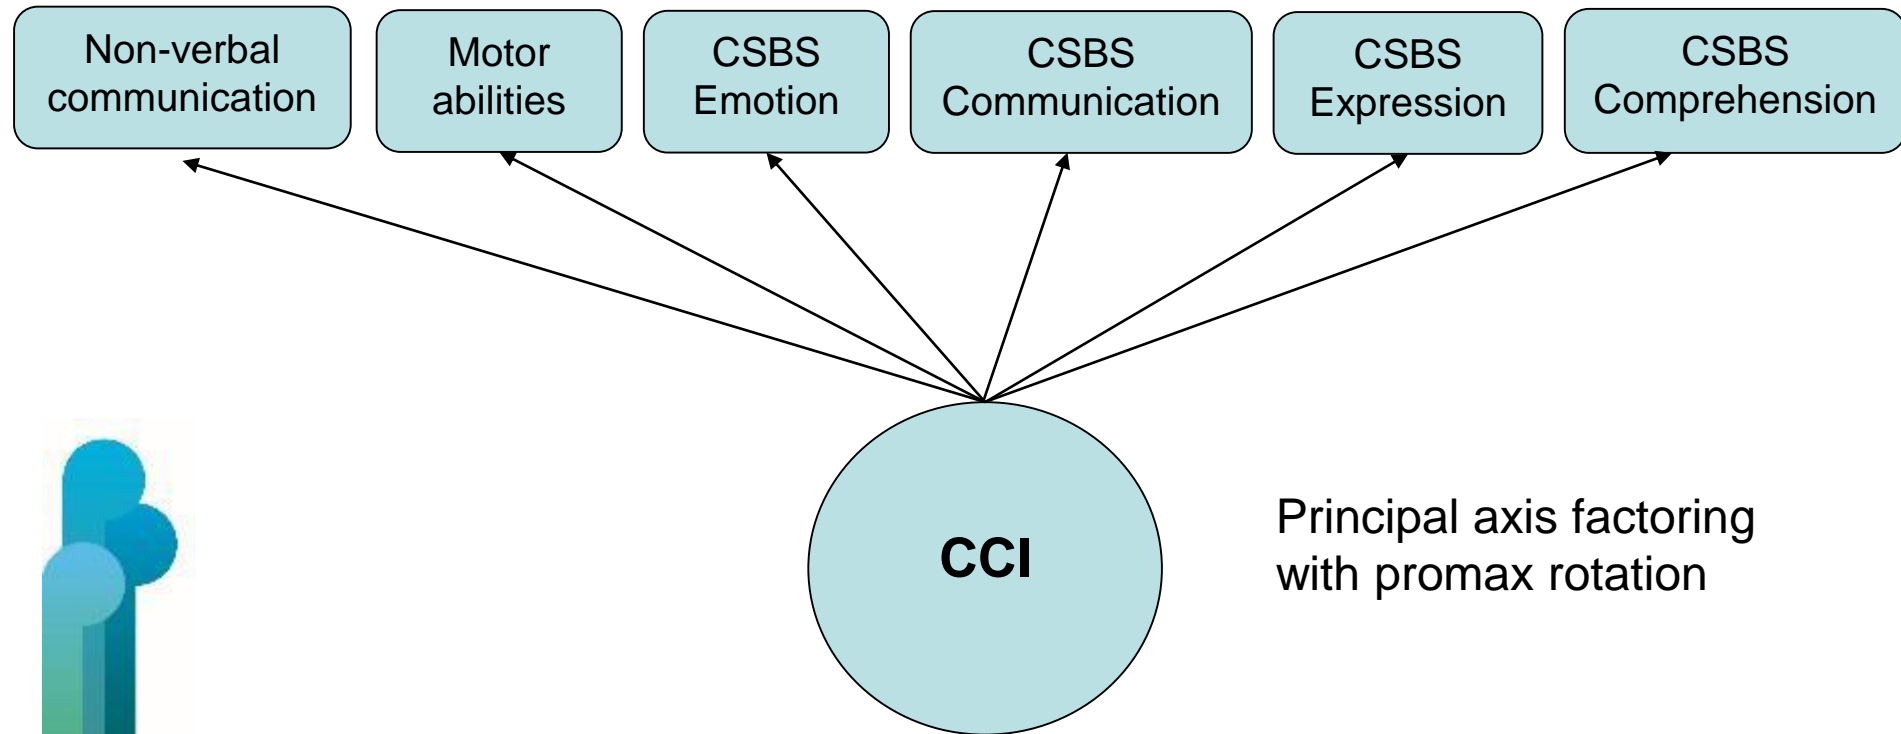 Non-verbal
communication
Motor
abilities
CSBS
Emotion
CSBS
Communication
CSBS
Expression
CSBS
Comprehension
CCI
Principal axis factoring
with promax rotation